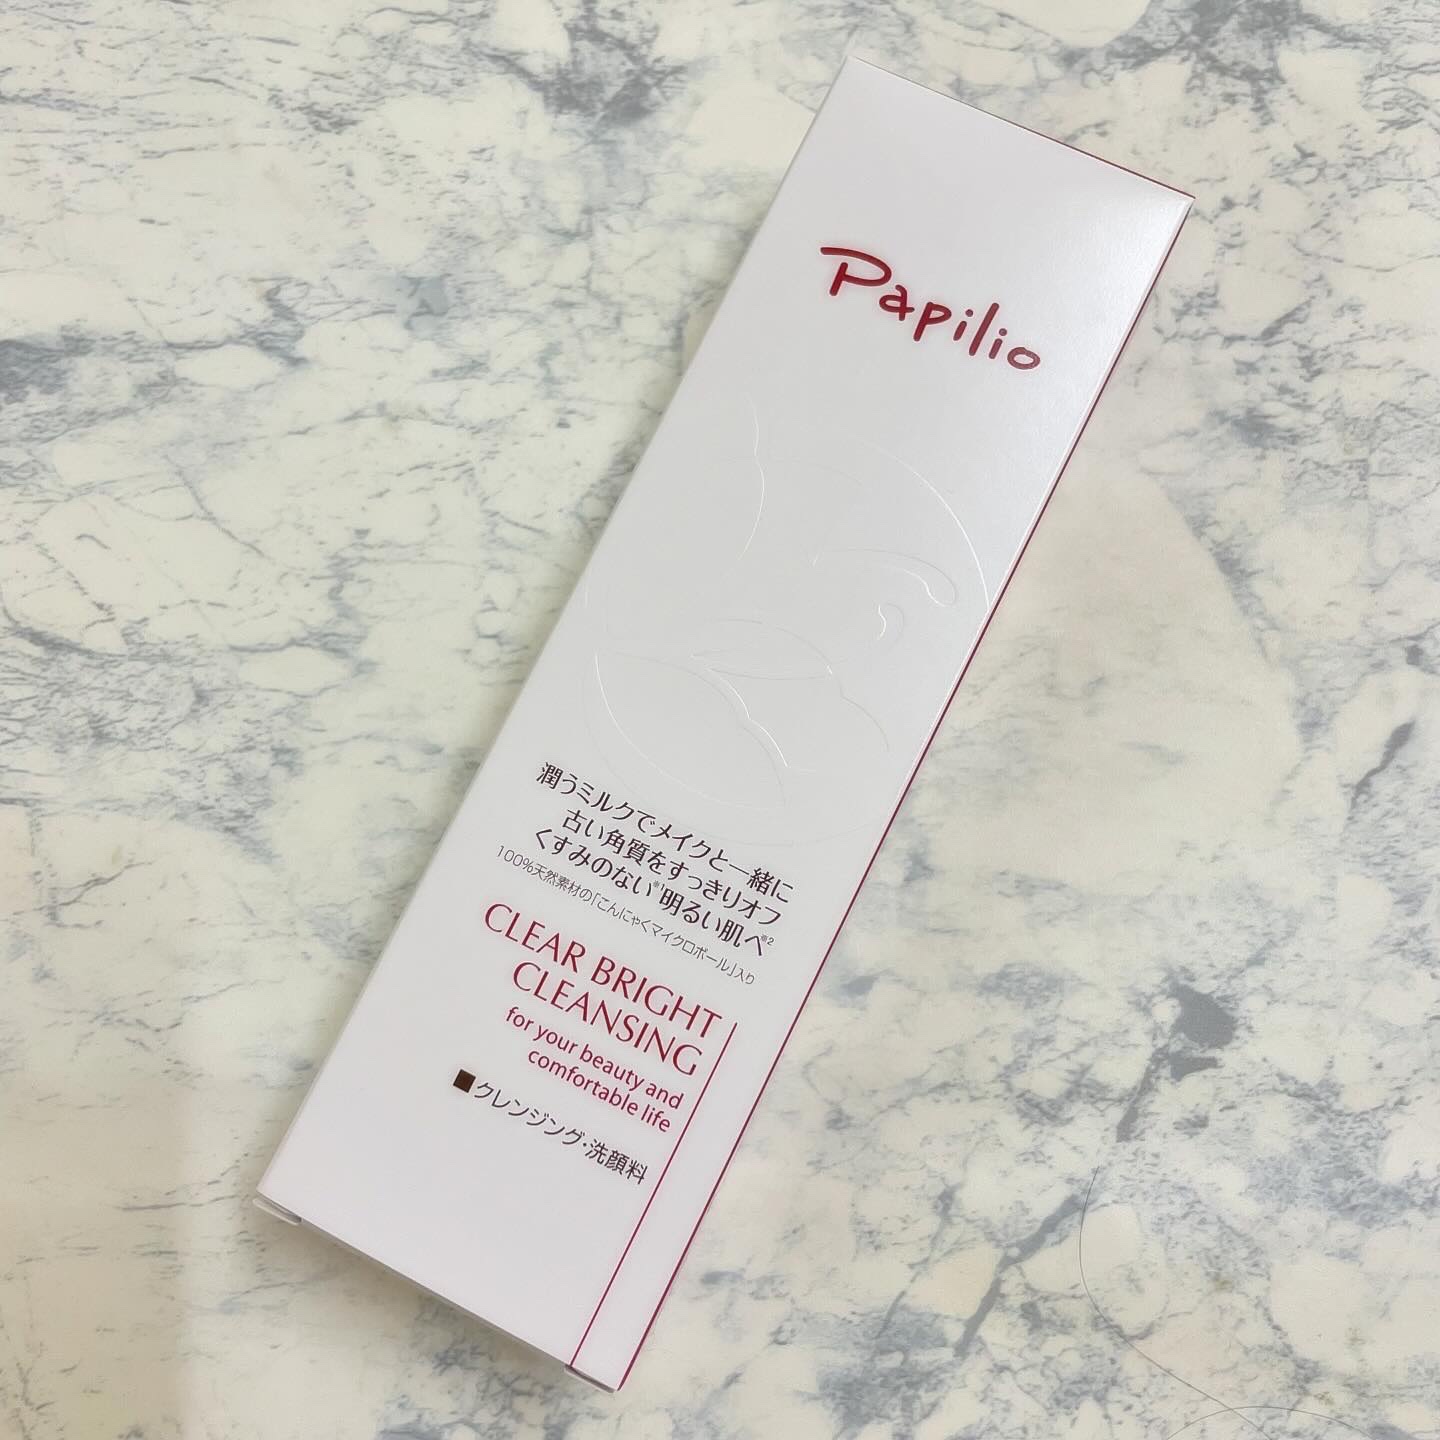 Papilio
潤うミルクでメイクと一緒に
古い角質をすっきりオフ
くすみのない※1明るい肌へ※2
100%天然素材の「こんにゃくマイクロボール」入り
CLEAR BRIGHT
CLEANSING
for your beauty and
comfortable life
■クレンジング・洗顔料